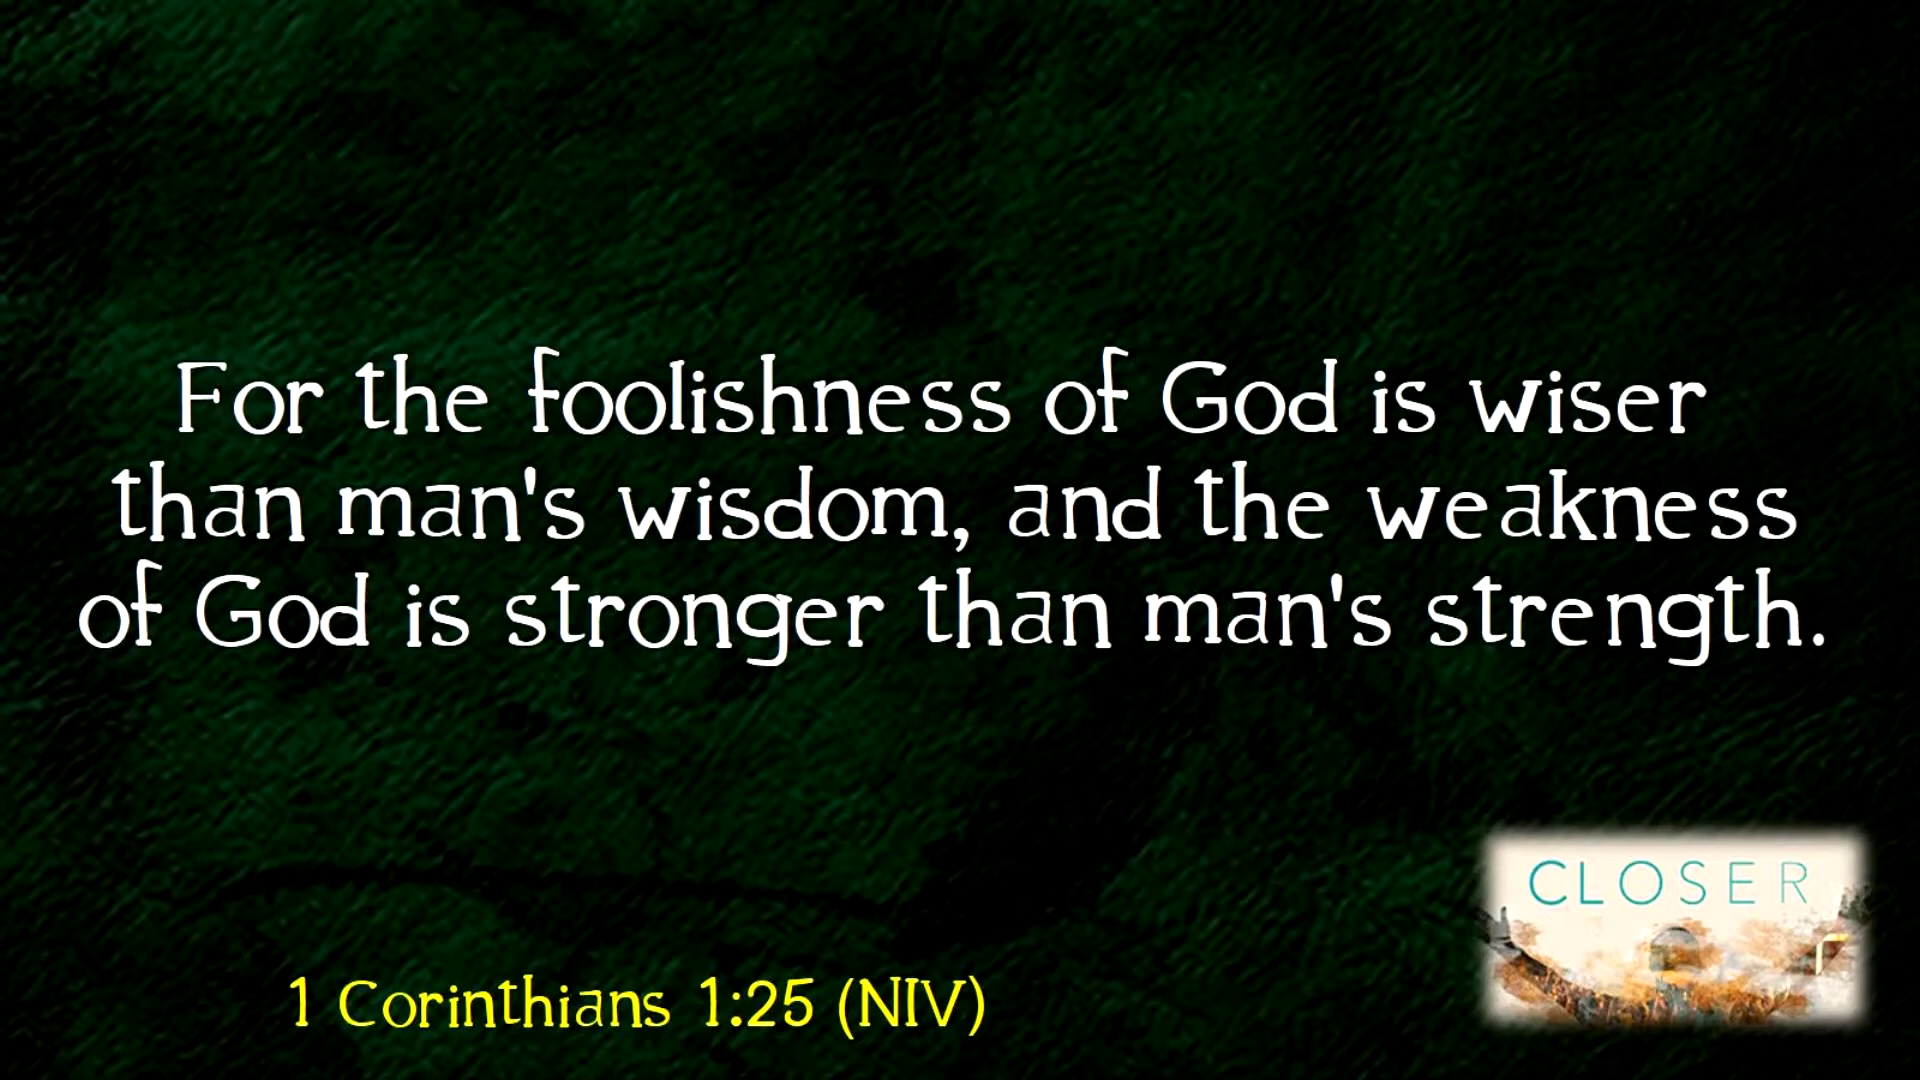 For the foolishness of God is wiser
than man's wisdom, and the weakness
of God is stronger than man's strength.
CLOSER
1 Corinthians 1:25 (NIV)